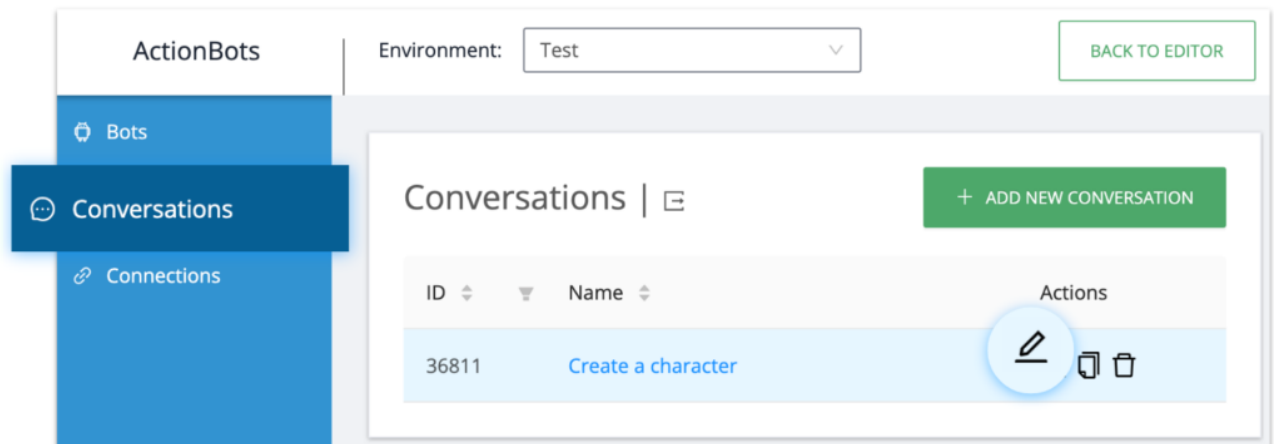 ActionBots
Environment: Test
BACK TO EDITOR
Bots
Conversations
Connections
Conversations |
+ ADD NEW CONVERSATION
ID Name Actions
36811 Create a character